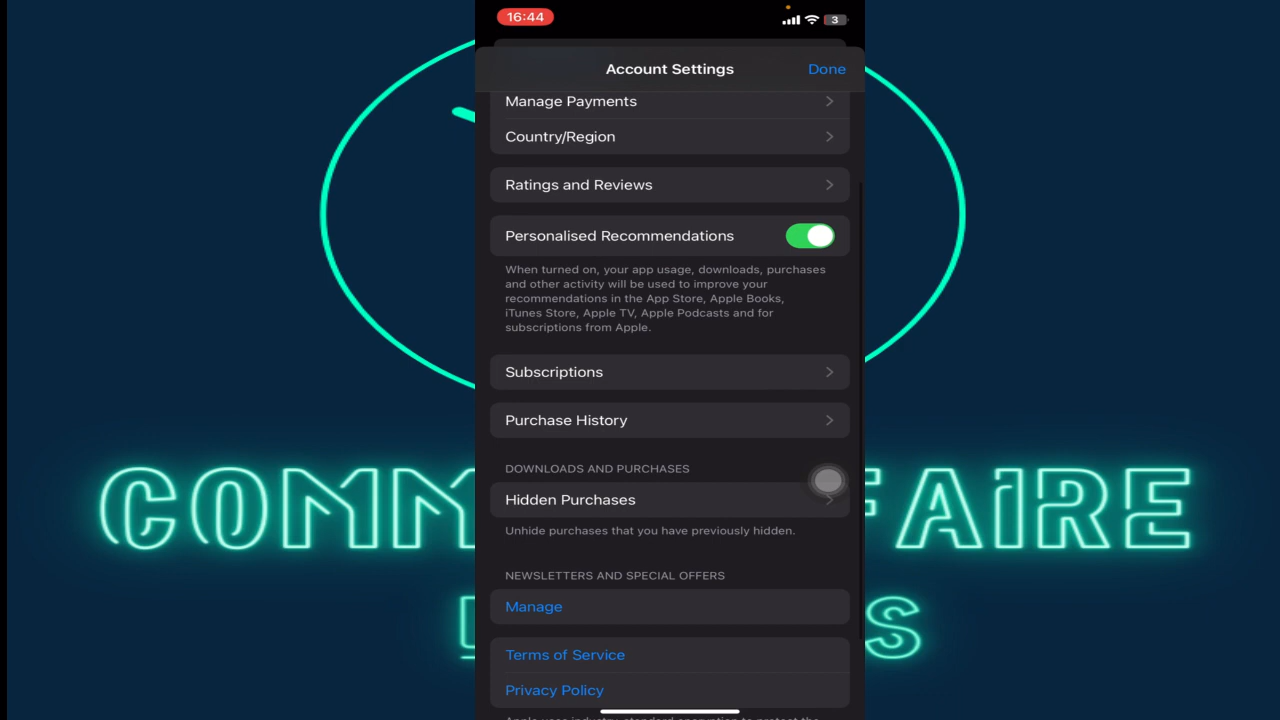 16:44
3
Account Settings
Done
Manage Payments
Country/Region
Ratings and Reviews
Personalised Recommendations
When turned on, your app usage, downloads, purchases
and other activity will be used to improve your
recommendations in the App Store, Apple Books,
iTunes Store, Apple TV, Apple Podcasts and for
subscriptions from Apple.
Subscriptions
Purchase History
DOWNLOADS AND PURCHASES
Hidden Purchases
Unhide purchases that you have previously hidden.
NEWSLETTERS AND SPECIAL OFFERS
Manage
Terms of Service
Privacy Policy
COMM
FAIRE
S